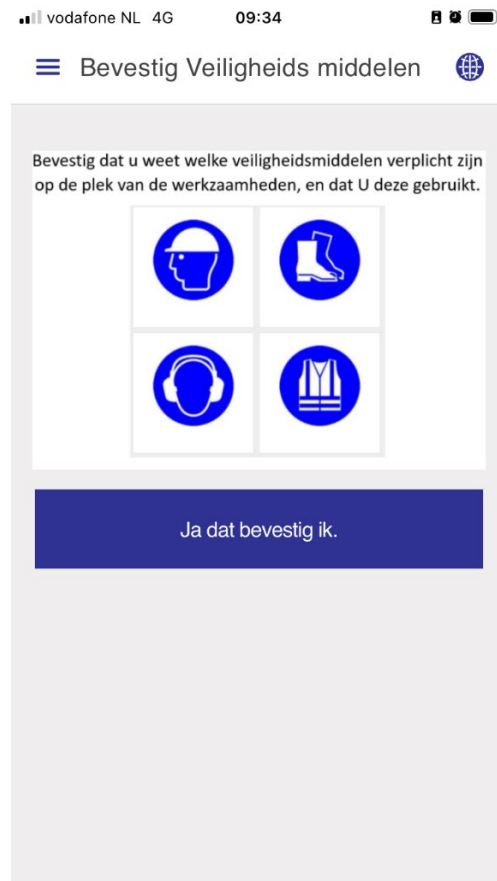 vodafone NL 4G 09:34
Bevestig Veiligheids middelen
Bevestig dat u weet welke veiligheidsmiddelen verplicht zijn
op de plek van de werkzaamheden, en dat U deze gebruikt.
Ja dat bevestig ik.